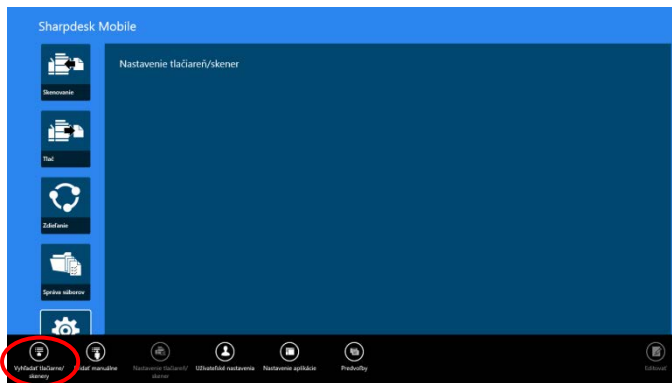 Sharpdesk Mobile
Nastavenie tlačiareň/skener
Skenovanie
Tlač
Zdieľanie
Správa súborov
Vyhľadať tlačiarne/
skenery
Pridať manuálne
Nastavenie tlačiareň/
skener
Užívateľské nastavenia
Nastavenie aplikácie
Predvoľby
Editovať